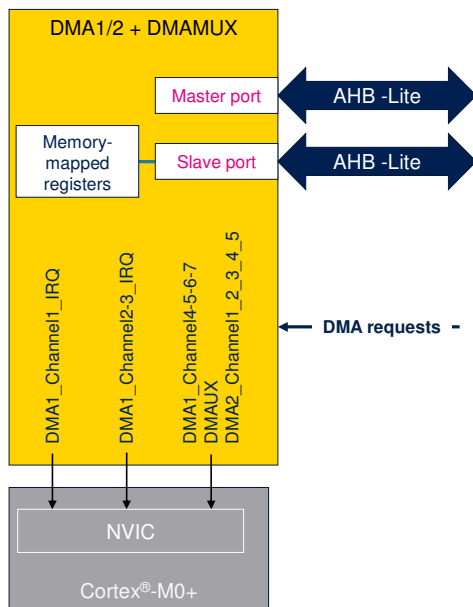 DMA1/2 + DMAMUX
Master port
AHB -Lite
Memory-
mapped
registers
Slave port
AHB -Lite
DMA1_Channel1_IRQ
DMA1_Channel2-3_IRQ
DMA1_Channel4-5-6-7
DMAUX
DMA2_Channel1_2_3_4_5
DMA requests
NVIC
Cortex®-M0+